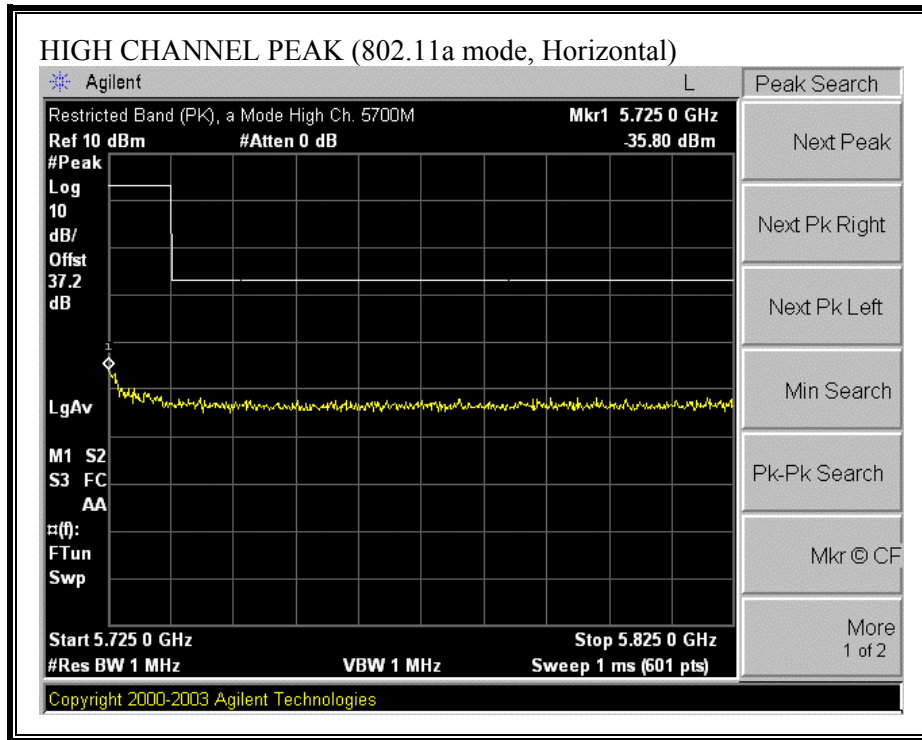 HIGH CHANNEL PEAK (802.11a mode, Horizontal)
Agilent L
Peak Search
Restricted Band (PK), a Mode High Ch. 5700M
Mkr1 5.725 0 GHz
Ref 10 dBm #Atten 0 dB -35.80 dBm
#Peak
Log
10
dB/
Offst
37.2
dB
1
LgAv
M1 S2
S3 FC
AA
¤(f):
FTun
Swp
Start 5.725 0 GHz Stop 5.825 0 GHz
#Res BW 1 MHz VBW 1 MHz Sweep 1 ms (601 pts)
Copyright 2000-2003 Agilent Technologies
Next Peak
Next Pk Right
Next Pk Left
Min Search
Pk-Pk Search
Mkr © CF
More
1 of 2